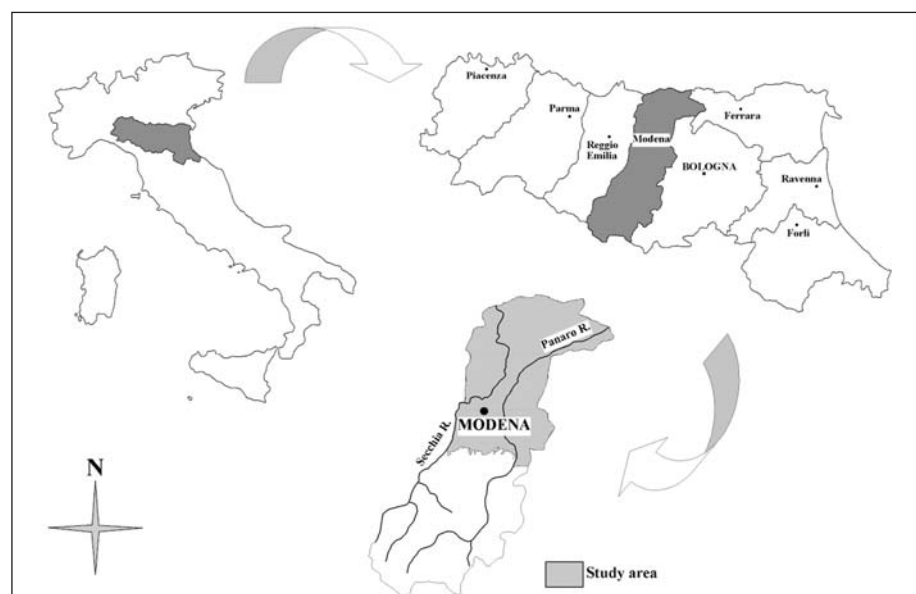 Piacenza
Parma
Reggio
Emilia
Modena
Ferrara
BOLOGNA
Ravenna
Forlì
Panaro R.
MODENA
Secchia R.
N
Study area